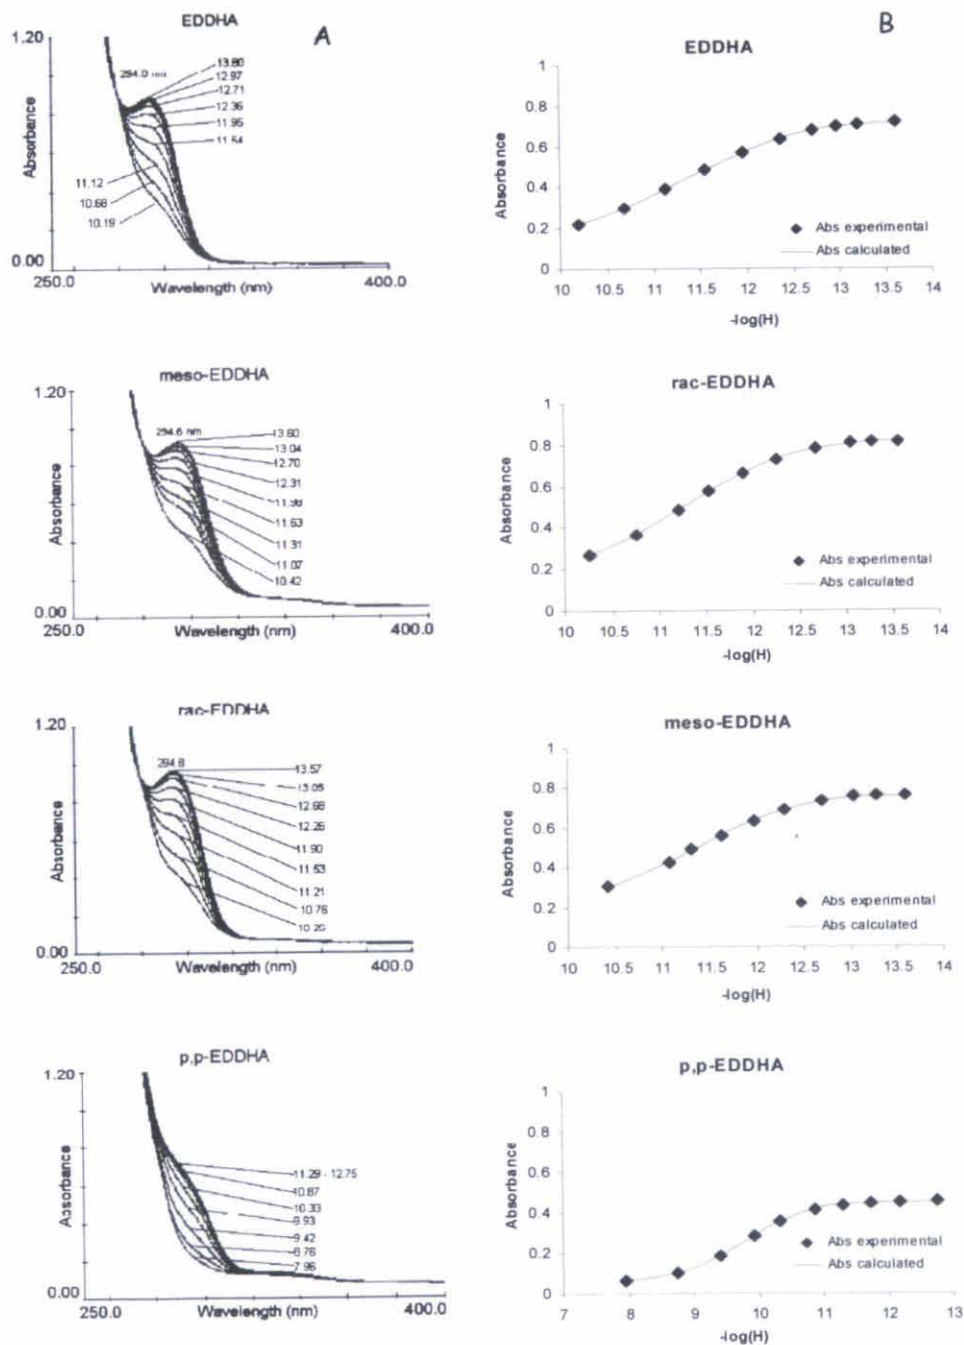 EDDHA
A
1.20
Absorbance
0.00
284.0 nm
13.80
12.97
12.71
12.36
11.95
11.54
11.12
10.68
10.19
250.0
Wavelength (nm)
400.0
B
EDDHA
1
0.8
0.6
0.4
0.2
0
Absorbance
Abs experimental
Abs calculated
10 10.5 11 11.5 12 12.5 13 13.5 14
-log(H)
meso-EDDHA
1.20
Absorbance
0.00
294.6 nm
13.60
13.04
12.70
12.31
11.98
11.63
11.31
11.07
10.42
250.0
Wavelength (nm)
400.0
rac-EDDHA
1
0.8
0.6
0.4
0.2
0
Absorbance
Abs experimental
Abs calculated
10 10.5 11 11.5 12 12.5 13 13.5 14
-log(H)
rac-EDDHA
1.20
Absorbance
0.00
294.8
13.57
13.05
12.68
12.26
11.90
11.53
11.21
10.76
10.26
250.0
Wavelength (nm)
400.0
meso-EDDHA
1
0.8
0.6
0.4
0.2
0
Absorbance
Abs experimental
Abs calculated
10 10.5 11 11.5 12 12.5 13 13.5 14
-log(H)
p,p-EDDHA
1.20
Absorbance
0.00
11.29 - 12.75
10.87
10.33
9.93
9.42
8.76
7.96
250.0
Wavelength (nm)
400.0
p,p-EDDHA
1
0.8
0.6
0.4
0.2
0
Absorbance
Abs experimental
Abs calculated
7 8 9 10 11 12 13
-log(H)